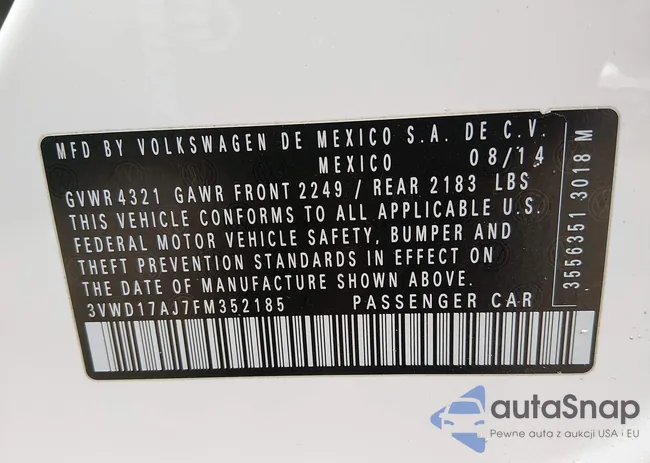 MFD BY VOLKSWAGEN DE MEXICO S.A. DE C.V.
MEXICO 08/14
GVWR 4321 GAWR FRONT 2249 / REAR 2183 LBS
THIS VEHICLE CONFORMS TO ALL APPLICABLE U.S.
FEDERAL MOTOR VEHICLE SAFETY, BUMPER AND
THEFT PREVENTION STANDARDS IN EFFECT ON
THE DATE OF MANUFACTURE SHOWN ABOVE.
3VWD17AJ7FM352185 PASSENGER CAR
3556351 3018 M
autaSnap
Pewne auta z aukcji USA i EU